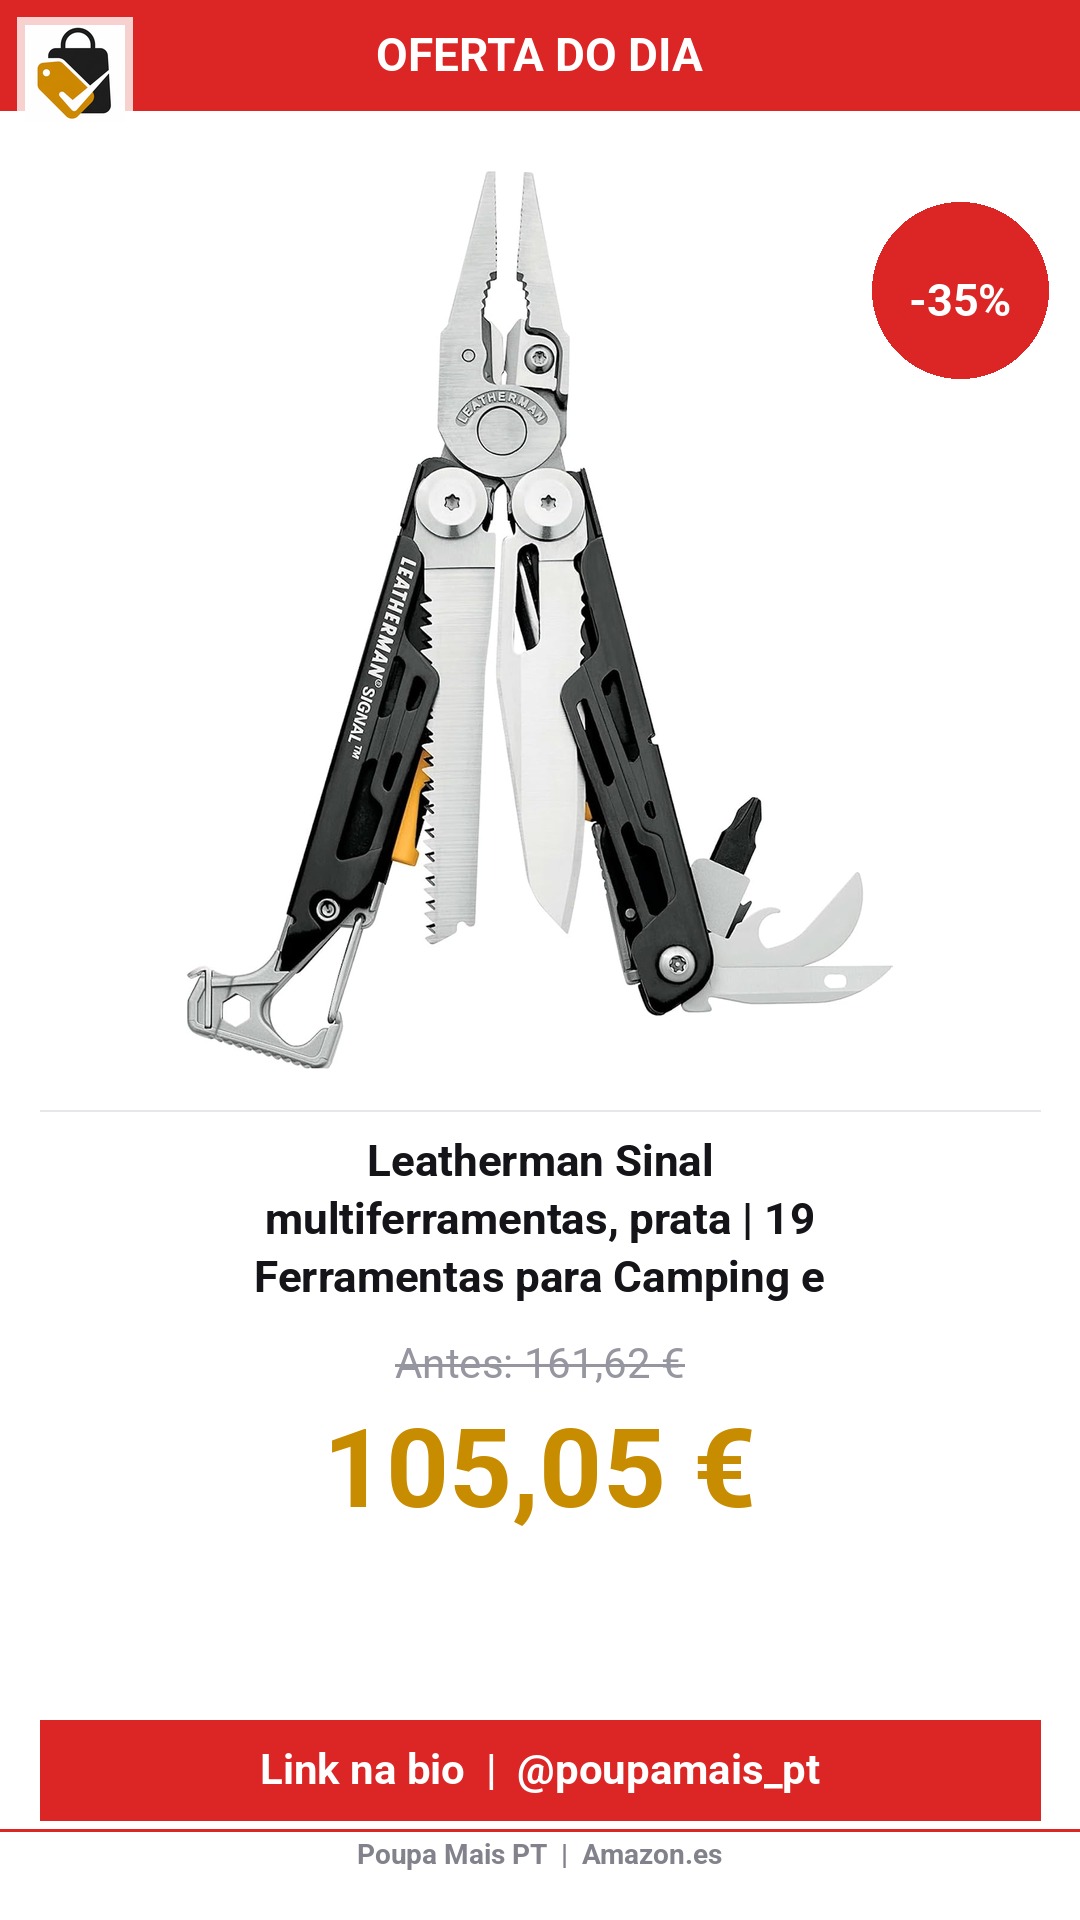 OFERTA DO DIA
-35%
LEATHERMAN
LEATHERMAN® SIGNAL™
Leatherman Sinal
multiferramentas, prata | 19
Ferramentas para Camping e
Antes: 161,62 €
105,05 €
Link na bio | @poupamais_pt
Poupa Mais PT | Amazon.es